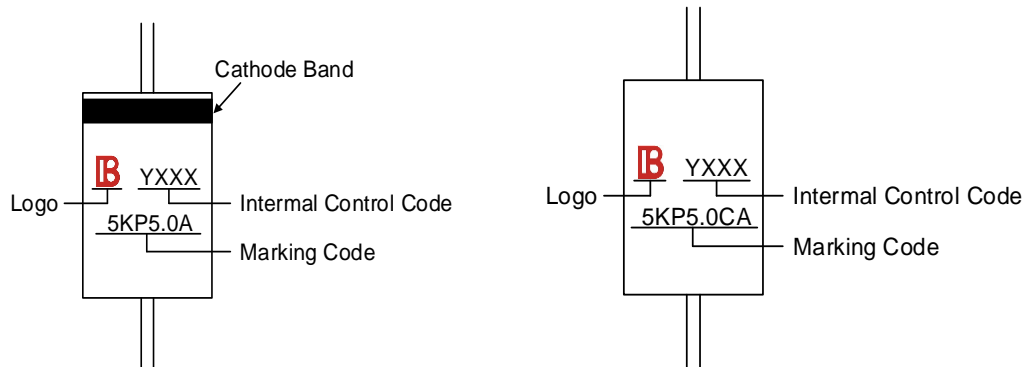 Cathode Band
B YXXX
Logo
Intermal Control Code
5KP5.0A
Marking Code
B YXXX
Logo
Intermal Control Code
5KP5.0CA
Marking Code